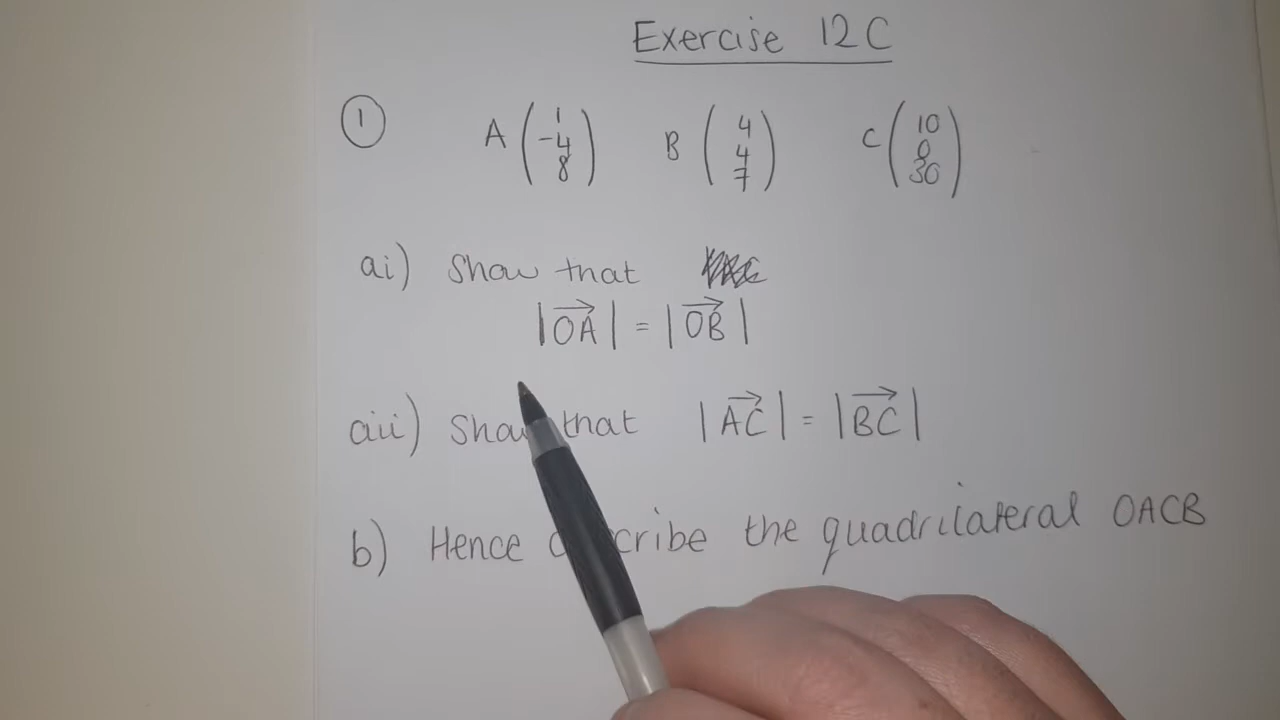 Exercise 12C
1 A (1 -4 8) B (4 4 7) C (10 0 30)
ai) Show that
|OA| = |OB|
aii) Show that |AC| = |BC|
b) Hence the quadrilateral OACB